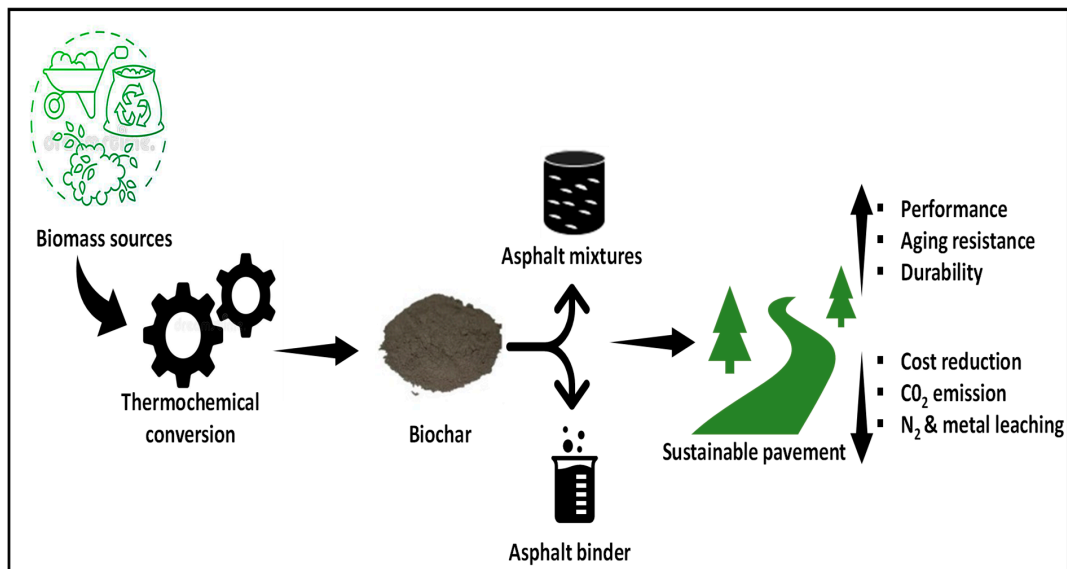 Biomass sources
Thermochemical
conversion
Biochar
Asphalt mixtures
Asphalt binder
Sustainable pavement
▪ Performance
▪ Aging resistance
▪ Durability
▪ Cost reduction
▪ C0₂ emission
▪ N₂ & metal leaching